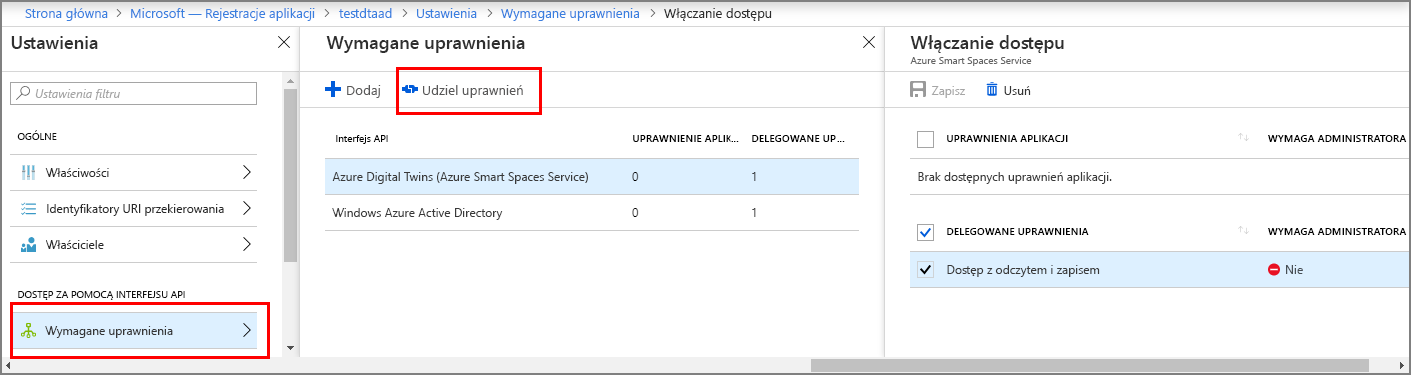 Strona główna > Microsoft — Rejestracje aplikacji > testdtaad > Ustawienia > Wymagane uprawnienia > Włączanie dostępu
Ustawienia
Ustawienia filtru
OGÓLNE
Właściwości
Identyfikatory URI przekierowania
Właściciele
DOSTĘP ZA POMOCĄ INTERFEJSU API
Wymagane uprawnienia
Wymagane uprawnienia
Dodaj
Udziel uprawnień
Interfejs API UPRAWNIENIE APLIK... DELEGOWANE UP...
Azure Digital Twins (Azure Smart Spaces Service) 0 1
Windows Azure Active Directory 0 1
Włączanie dostępu
Azure Smart Spaces Service
Zapisz Usuń
UPRAWNIENIA APLIKACJI WYMAGA ADMINISTRATORA
Brak dostępnych uprawnień aplikacji.
DELEGOWANE UPRAWNIENIA WYMAGA ADMINISTRATORA
Dostęp z odczytem i zapisem Nie